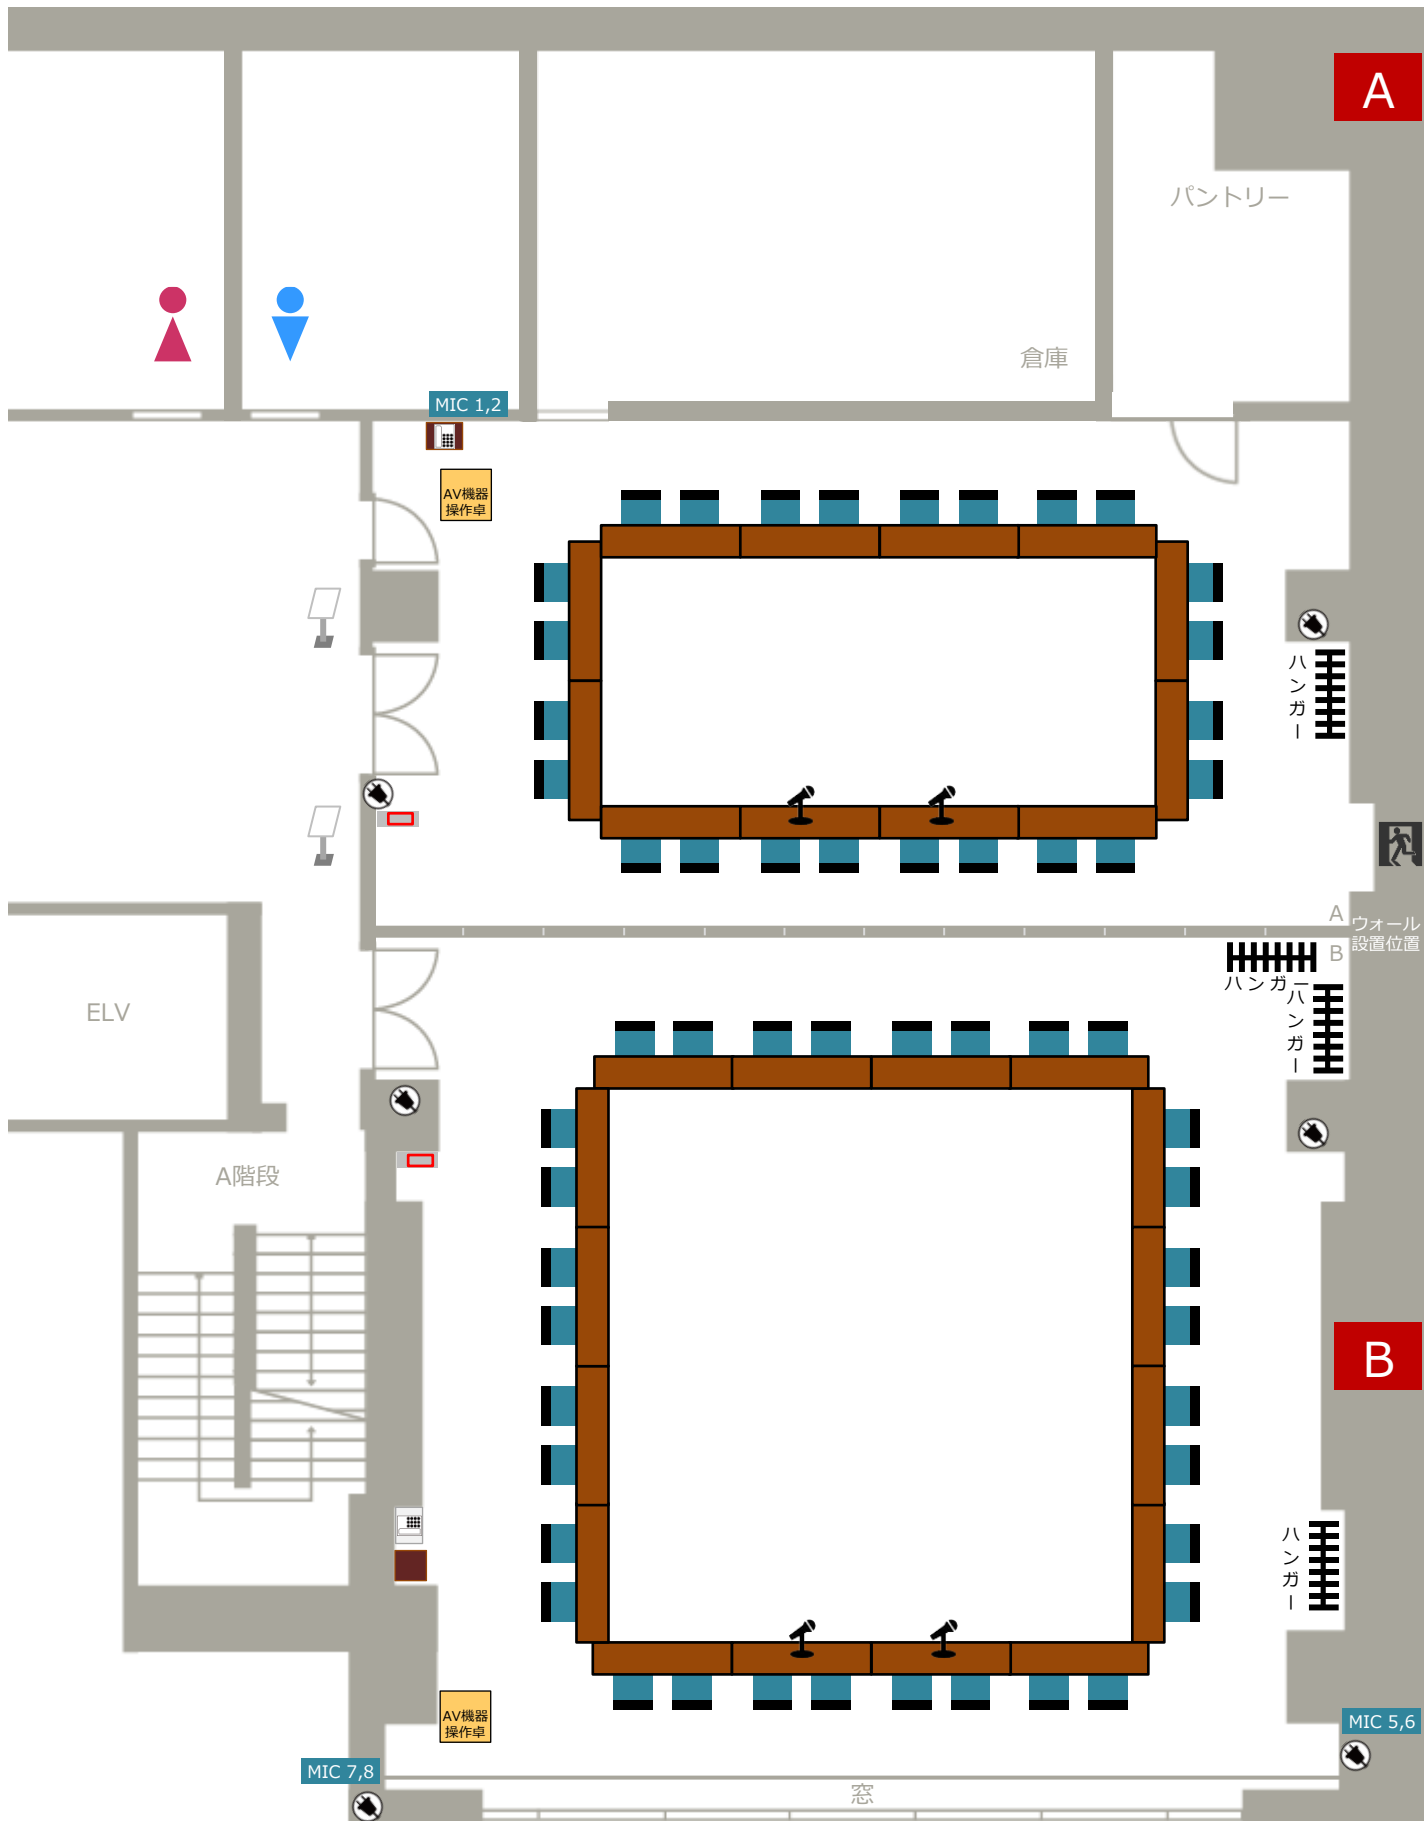 A
パントリー
倉庫
MIC 1,2
AV機器
操作卓
ハンガー
A
ウォール
設置位置
B
ハンガー
ハンガー
ELV
A階段
B
ハンガー
AV機器
操作卓
MIC 5,6
MIC 7,8
窓